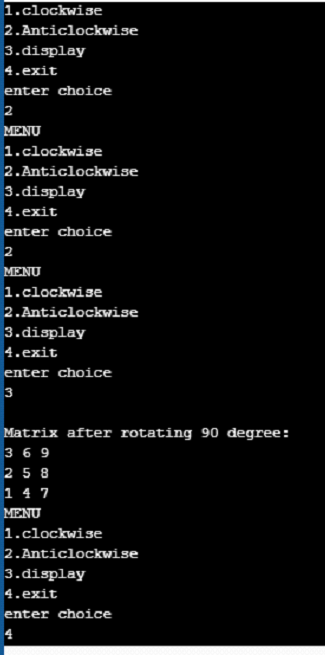 1.clockwise
2.Anticlockwise
3.display
4.exit
enter choice
2
MENU
1.clockwise
2.Anticlockwise
3.display
4.exit
enter choice
2
MENU
1.clockwise
2.Anticlockwise
3.display
4.exit
enter choice
3
Matrix after rotating 90 degree:
3 6 9
2 5 8
1 4 7
MENU
1.clockwise
2.Anticlockwise
3.display
4.exit
enter choice
4